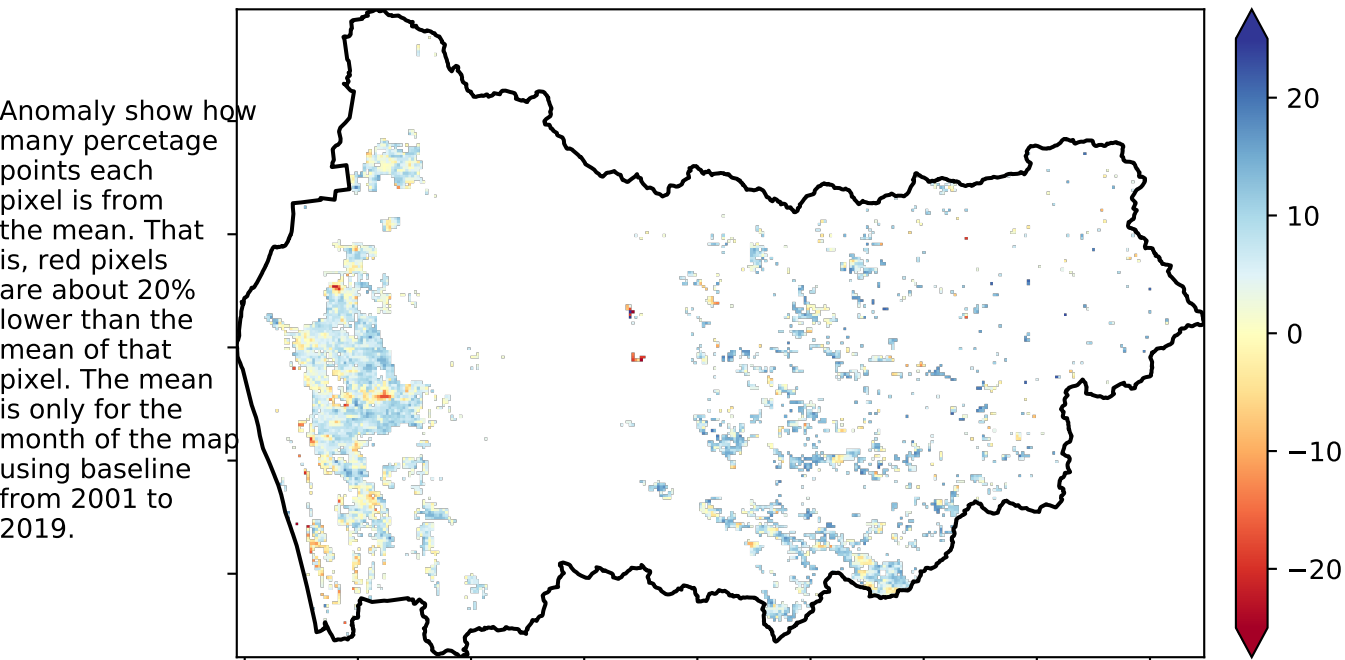 Anomaly show how
many percetage
points each
pixel is from
the mean. That
is, red pixels
are about 20%
lower than the
mean of that
pixel. The mean
is only for the
month of the map
using baseline
from 2001 to
2019.
20
10
0
−10
−20